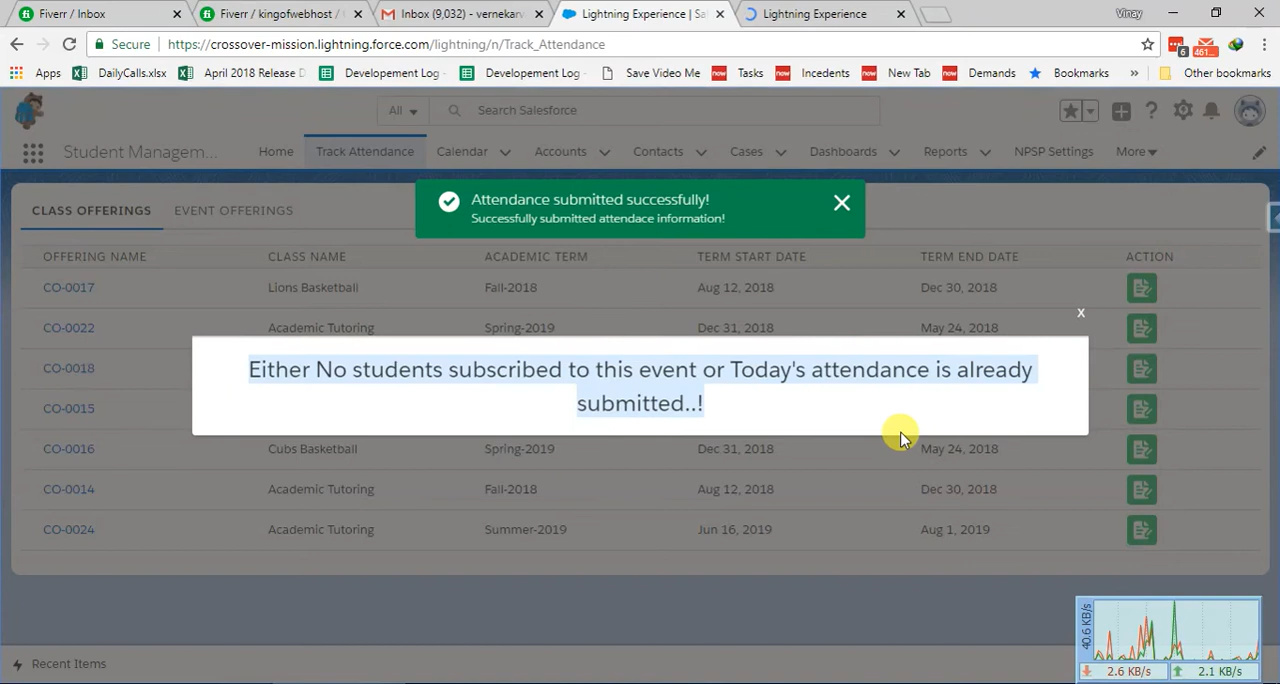 Fiverr / Inbox
Fiverr / kingofwebhost /
Inbox (9,032) - vernekar
Lightning Experience | Sa
Lightning Experience
Vinay
Secure
https://crossover-mission.lightning.force.com/lightning/n/Track_Attendance
6
461...
Apps
DailyCalls.xlsx
April 2018 Release D
Developement Log -
Developement Log -
Save Video Me
now
Tasks
now
Incedents
now
New Tab
now
Demands
Bookmarks
»
Other bookmarks
All
Search Salesforce
Student Managem...
Home
Track Attendance
Calendar
Accounts
Contacts
Cases
Dashboards
Reports
NPSP Settings
More
Attendance submitted successfully!
Successfully submitted attendace information!
CLASS OFFERINGS
EVENT OFFERINGS
OFFERING NAME CLASS NAME ACADEMIC TERM TERM START DATE TERM END DATE ACTION
CO-0017 Lions Basketball Fall-2018 Aug 12, 2018 Dec 30, 2018
x
CO-0022 Academic Tutoring Spring-2019 Dec 31, 2018 May 24, 2018
Either No students subscribed to this event or Today's attendance is already
submitted..!
CO-0018
CO-0015
CO-0016 Cubs Basketball Spring-2019 Dec 31, 2018 May 24, 2018
CO-0014 Academic Tutoring Fall-2018 Aug 12, 2018 Dec 30, 2018
CO-0024 Academic Tutoring Summer-2019 Jun 16, 2019 Aug 1, 2019
Recent Items
40.6 KB/s
2.6 KB/s
2.1 KB/s